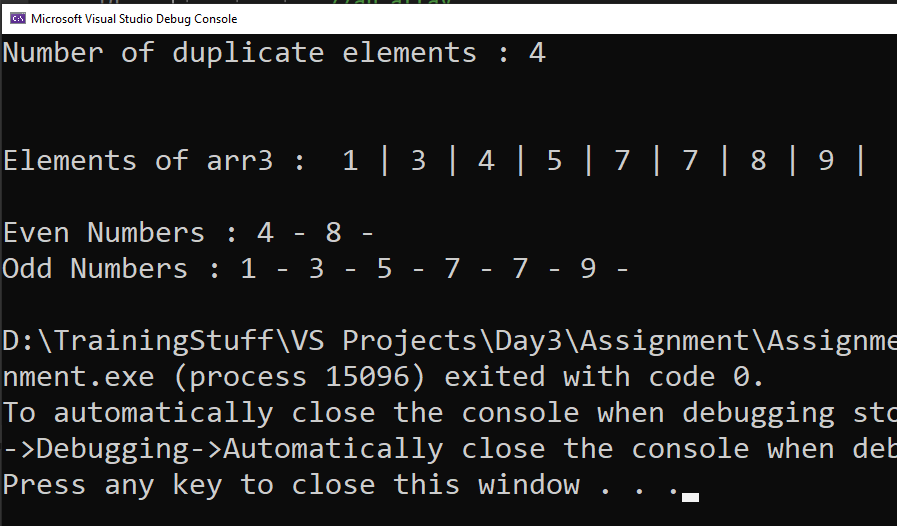 Microsoft Visual Studio Debug Console
Number of duplicate elements : 4
Elements of arr3 :  1 | 3 | 4 | 5 | 7 | 7 | 8 | 9 |
Even Numbers : 4 - 8 -
Odd Numbers : 1 - 3 - 5 - 7 - 7 - 9 -
D:\TrainingStuff\VS Projects\Day3\Assignment\Assignme
nment.exe (process 15096) exited with code 0.
To automatically close the console when debugging sto
->Debugging->Automatically close the console when deb
Press any key to close this window . . .